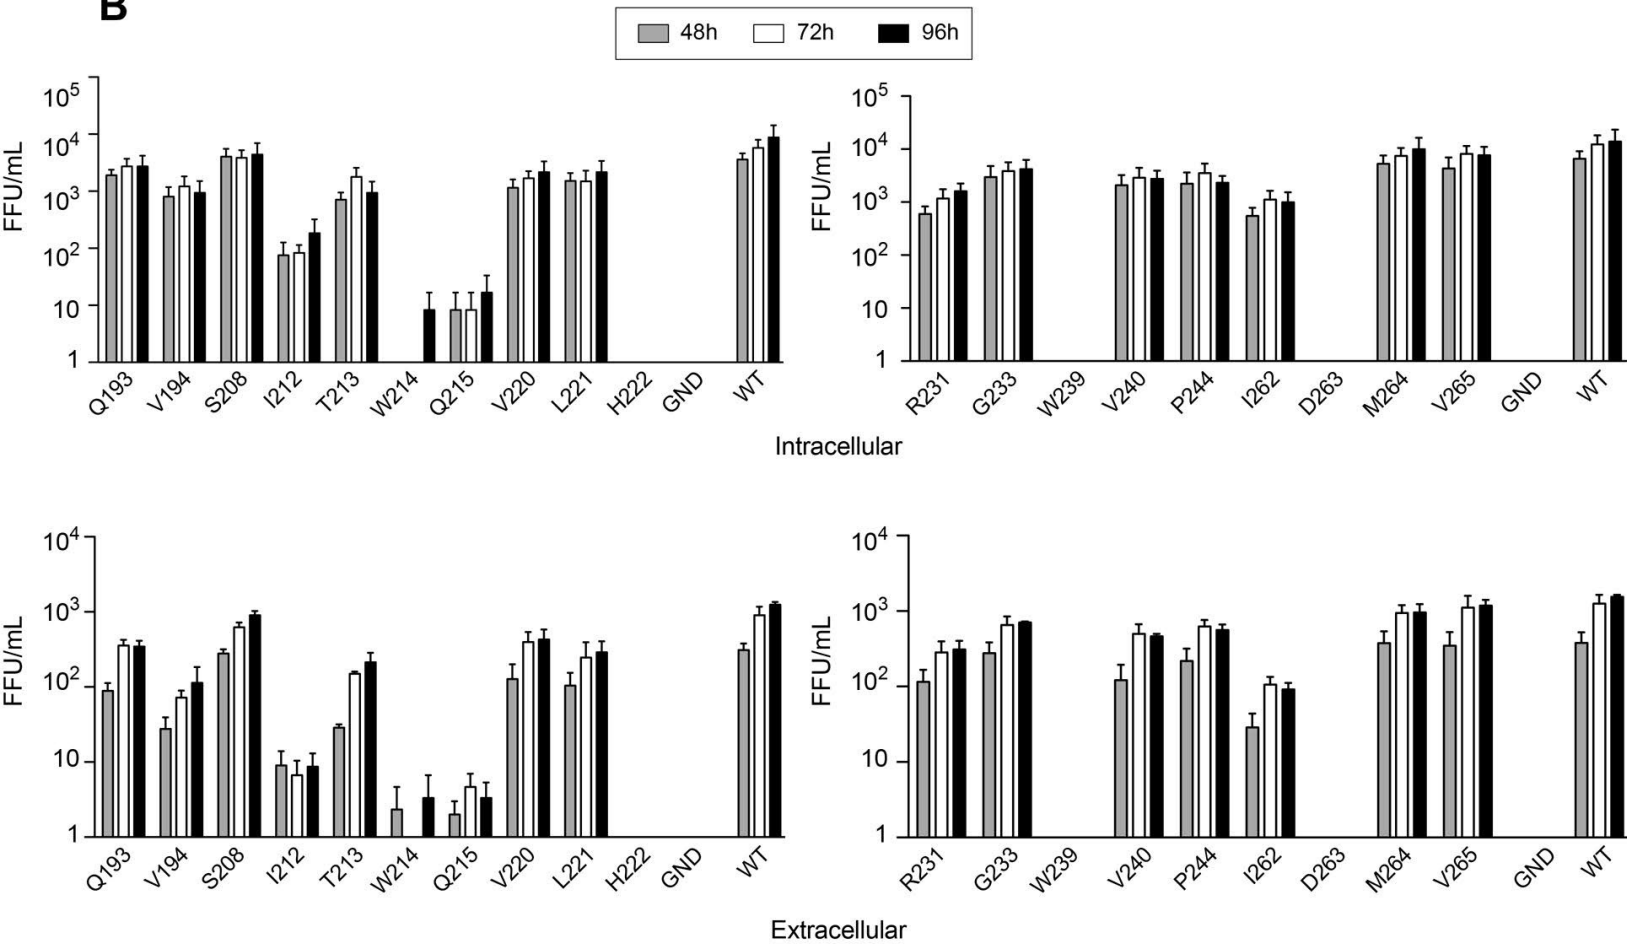 B
48h 72h 96h
10^5 10^5
10^4 10^4
10^3 10^3
10^2 10^2
10 10
1 1
FFU/mL FFU/mL
Q193 V194 S208 I212 T213 W214 Q215 V220 L221 H222 GND WT R231 G233 W239 V240 P244 I262 D263 M264 V265 GND WT
Intracellular
10^4 10^4
10^3 10^3
10^2 10^2
10 10
1 1
FFU/mL FFU/mL
Q193 V194 S208 I212 T213 W214 Q215 V220 L221 H222 GND WT R231 G233 W239 V240 P244 I262 D263 M264 V265 GND WT
Extracellular